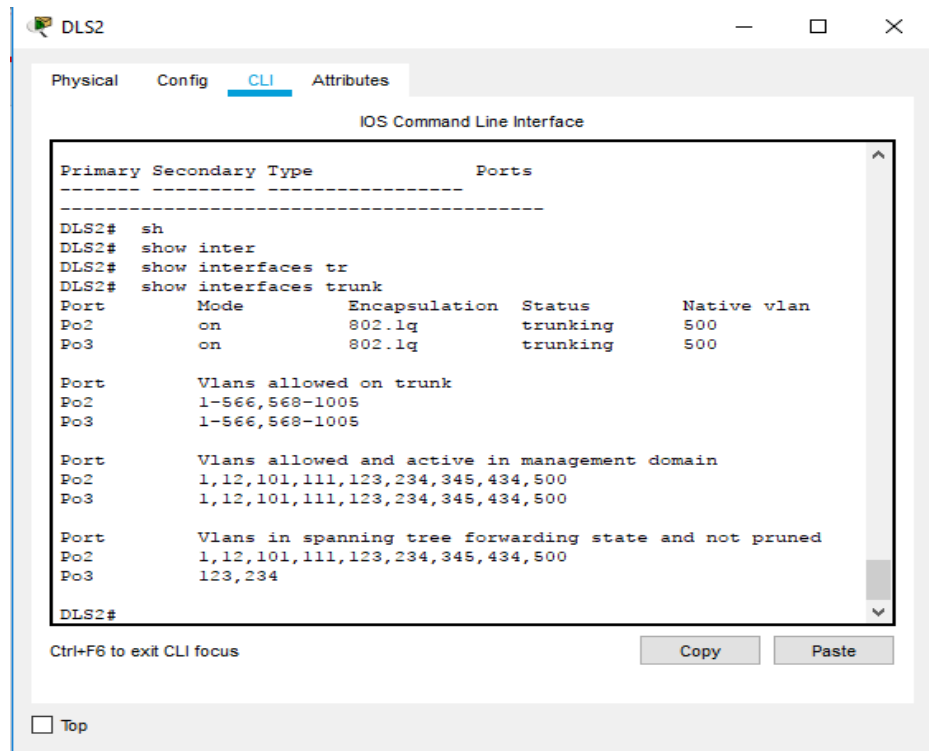 DLS2
Physical Config CLI Attributes
IOS Command Line Interface
Primary Secondary Type Ports
------- --------- -----------------
------------------------------------------
DLS2# sh
DLS2# show inter
DLS2# show interfaces tr
DLS2# show interfaces trunk
Port Mode Encapsulation Status Native vlan
Po2 on 802.1q trunking 500
Po3 on 802.1q trunking 500
Port Vlans allowed on trunk
Po2 1-566,568-1005
Po3 1-566,568-1005
Port Vlans allowed and active in management domain
Po2 1,12,101,111,123,234,345,434,500
Po3 1,12,101,111,123,234,345,434,500
Port Vlans in spanning tree forwarding state and not pruned
Po2 1,12,101,111,123,234,345,434,500
Po3 123,234
DLS2#
Ctrl+F6 to exit CLI focus
Copy Paste
Top